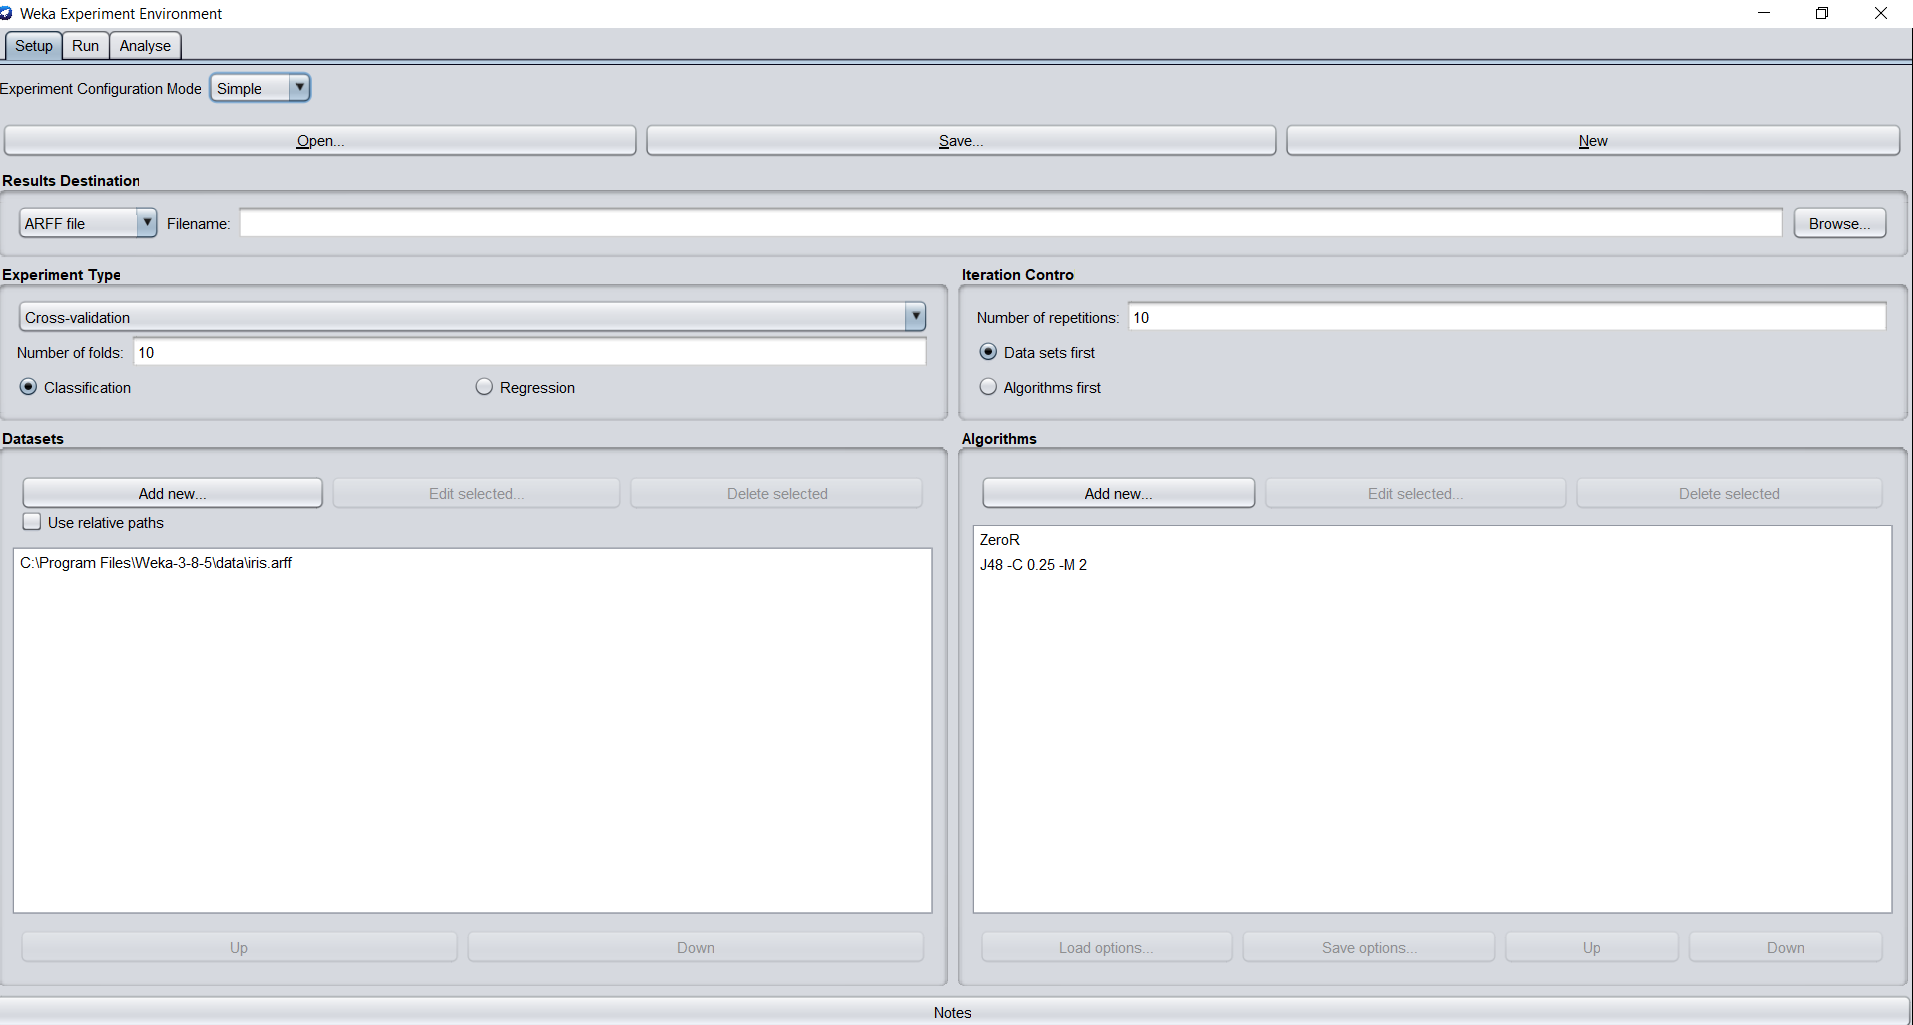 Weka Experiment Environment
Setup Run Analyse
Experiment Configuration Mode Simple
Open... Save... New
Results Destination
ARFF file Filename: Browse...
Experiment Type Iteration Contro
Cross-validation Number of repetitions: 10
Number of folds: 10 Data sets first
Classification Regression Algorithms first
Datasets Algorithms
Add new... Edit selected... Delete selected Add new... Edit selected... Delete selected
Use relative paths
C:\Program Files\Weka-3-8-5\data\iris.arff
ZeroR
J48 -C 0.25 -M 2
Up Down Load options... Save options... Up Down
Notes